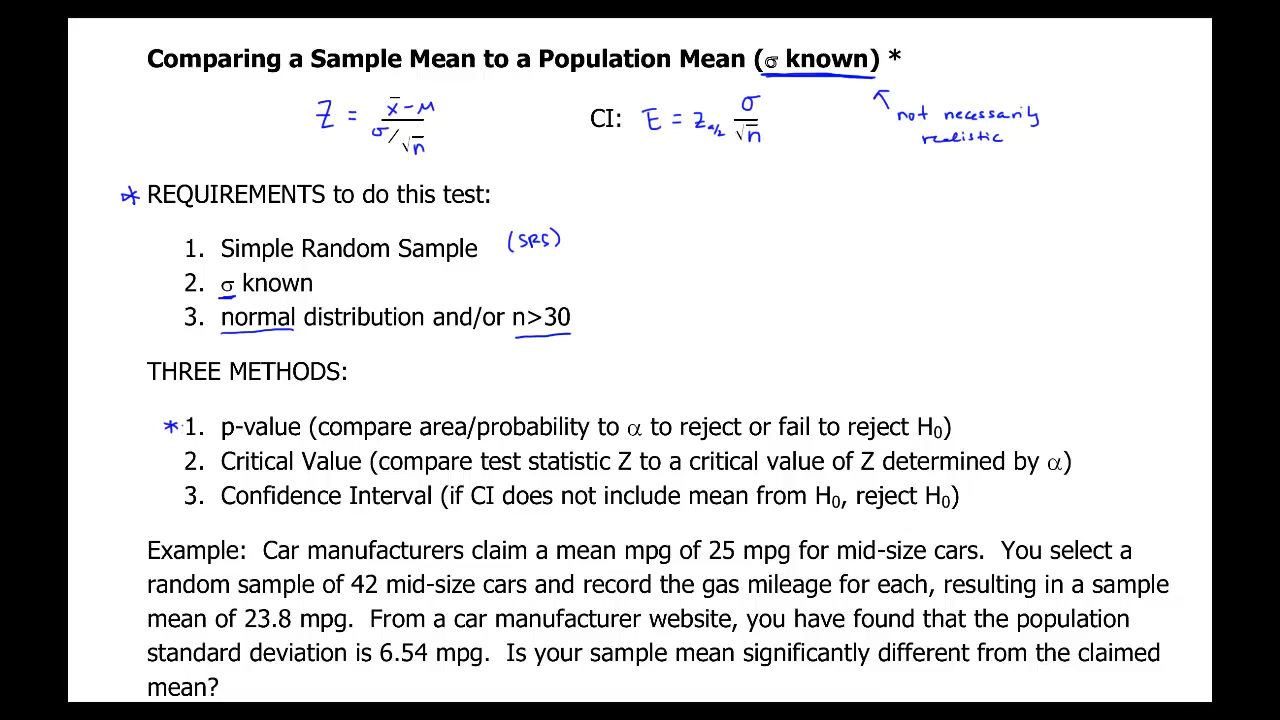 Comparing a Sample Mean to a Population Mean (σ known) *
Z = x̄-μ / σ/√n CI: E = z α/2 σ/√n
not necessarily
realistic
* REQUIREMENTS to do this test:
1. Simple Random Sample (SRS)
2. σ known
3. normal distribution and/or n>30
THREE METHODS:
* 1. p-value (compare area/probability to α to reject or fail to reject H₀)
2. Critical Value (compare test statistic Z to a critical value of Z determined by α)
3. Confidence Interval (if CI does not include mean from H₀, reject H₀)
Example: Car manufacturers claim a mean mpg of 25 mpg for mid-size cars. You select a
random sample of 42 mid-size cars and record the gas mileage for each, resulting in a sample
mean of 23.8 mpg. From a car manufacturer website, you have found that the population
standard deviation is 6.54 mpg. Is your sample mean significantly different from the claimed
mean?